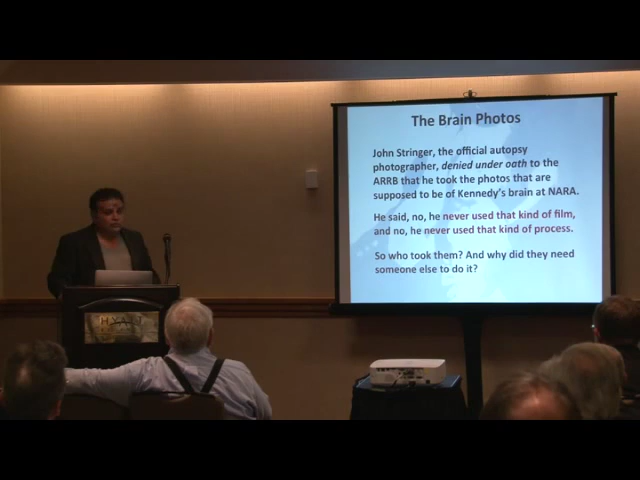 The Brain Photos
John Stringer, the official autopsy
photographer, denied under oath to the
ARRB that he took the photos that are
supposed to be of Kennedy's brain at NARA.
He said, no, he never used that kind of film,
and no, he never used that kind of process.
So who took them? And why did they need
someone else to do it?
HYATT